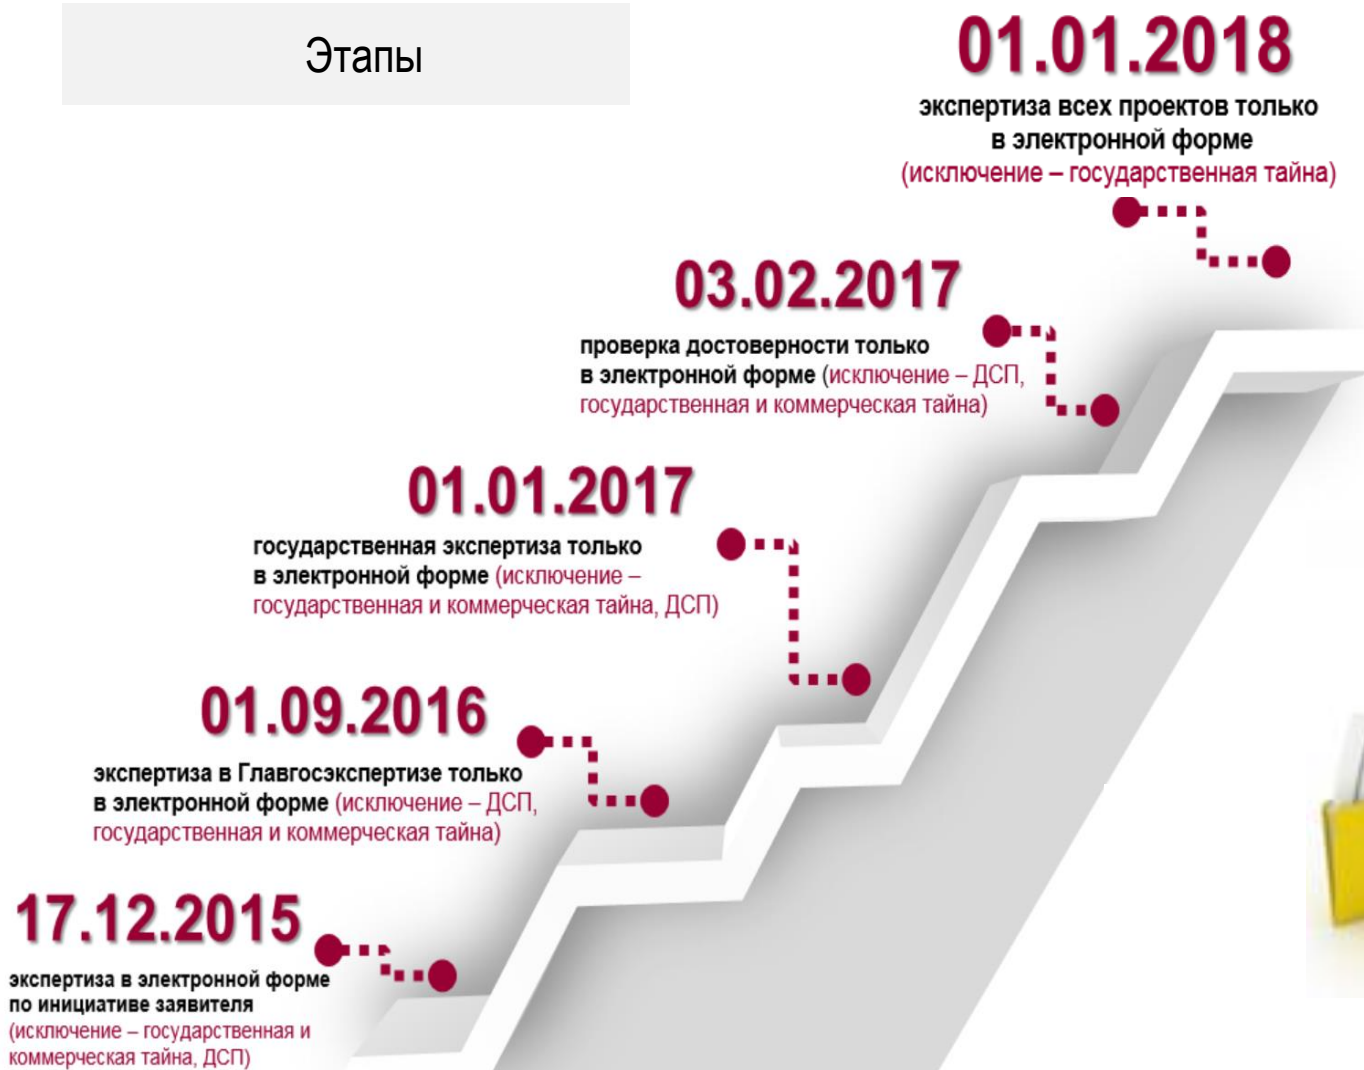 Этапы
01.01.2018
экспертиза всех проектов только
в электронной форме
(исключение – государственная тайна)
03.02.2017
проверка достоверности только
в электронной форме (исключение – ДСП,
государственная и коммерческая тайна)
01.01.2017
государственная экспертиза только
в электронной форме (исключение –
государственная и коммерческая тайна, ДСП)
01.09.2016
экспертиза в Главгосэкспертизе только
в электронной форме (исключение – ДСП,
государственная и коммерческая тайна)
17.12.2015
экспертиза в электронной форме
по инициативе заявителя
(исключение – государственная и
коммерческая тайна, ДСП)